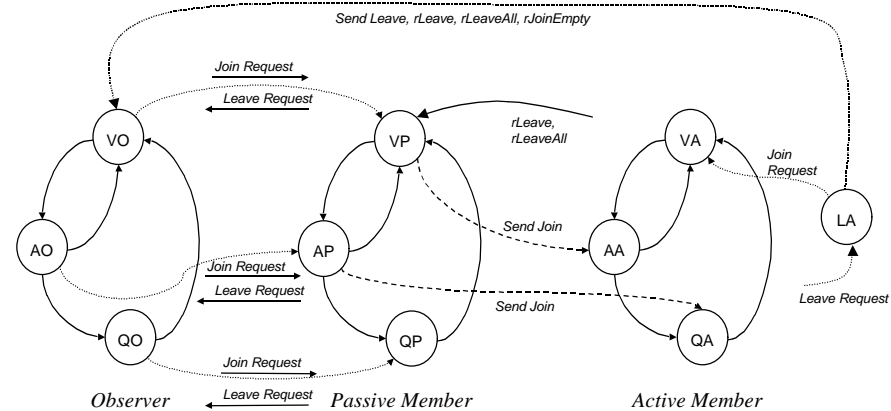 Send Leave, rLeave, rLeaveAll, rJoinEmpty
Join Request
Leave Request
VO
VP
rLeave,
rLeaveAll
VA
Join
Request
LA
AO
AP
AA
Send Join
Join Request
Leave Request
Leave Request
Send Join
QO
QP
QA
Join Request
Leave Request
Observer
Passive Member
Active Member